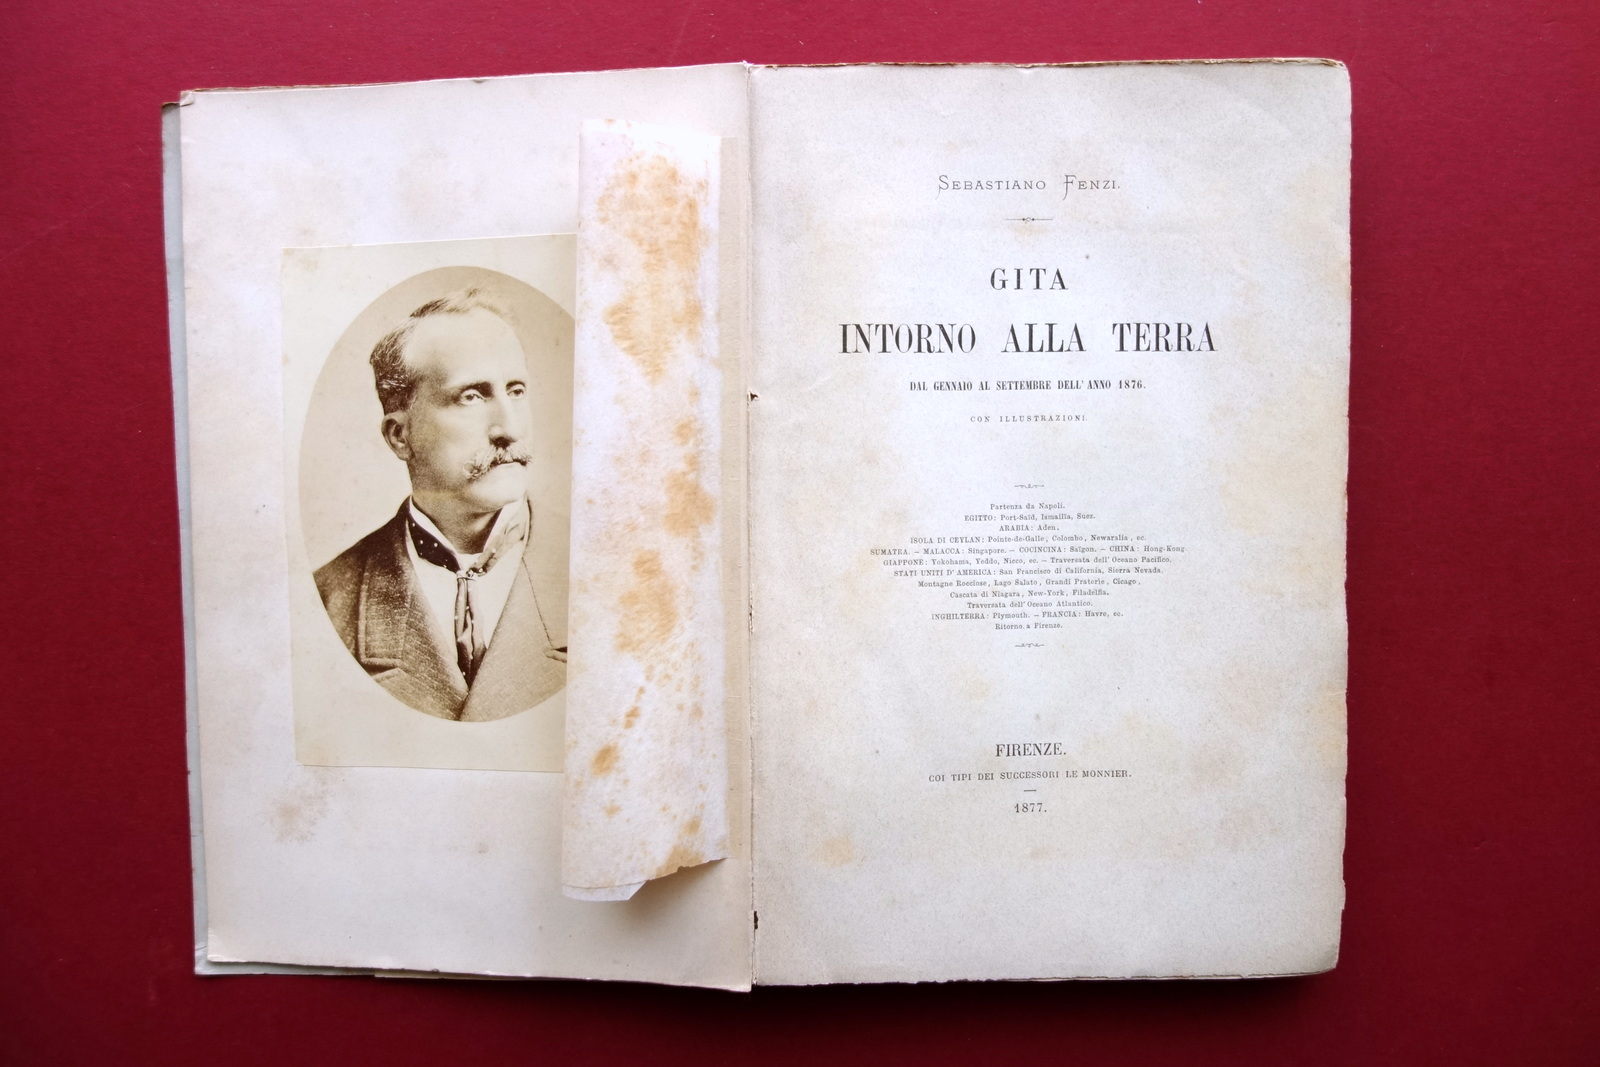 SEBASTIANO FENZI.
GITA
INTORNO ALLA TERRA
DAL GENNAIO AL SETTEMBRE DELL' ANNO 1876.
CON ILLUSTRAZIONI.
Partenza da Napoli.
EGITTO: Port-Saïd, Ismailia, Suez.
ARABIA: Aden.
ISOLA DI CEYLAN: Pointe-de-Galle, Colombo, Newaralia, ec.
SUMATRA. – MALACCA: Singapore. – COCINCINA: Saïgon. – CHINA: Hong-Kong
GIAPPONE: Yokohama, Yeddo, Nicco, ec. – Traversata dell' Oceano Pacifico.
STATI UNITI D' AMERICA: San Francisco di California, Sierra Nevada.
Montagne Rocciose, Lago Salato, Grandi Praterie, Cicago,
Cascata di Niagara, New-York, Filadelfia.
Traversata dell' Oceano Atlantico.
INGHILTERRA: Plymouth. – FRANCIA: Havre, ec.
Ritorno a Firenze.
FIRENZE.
COI TIPI DEI SUCCESSORI LE MONNIER.
1877.